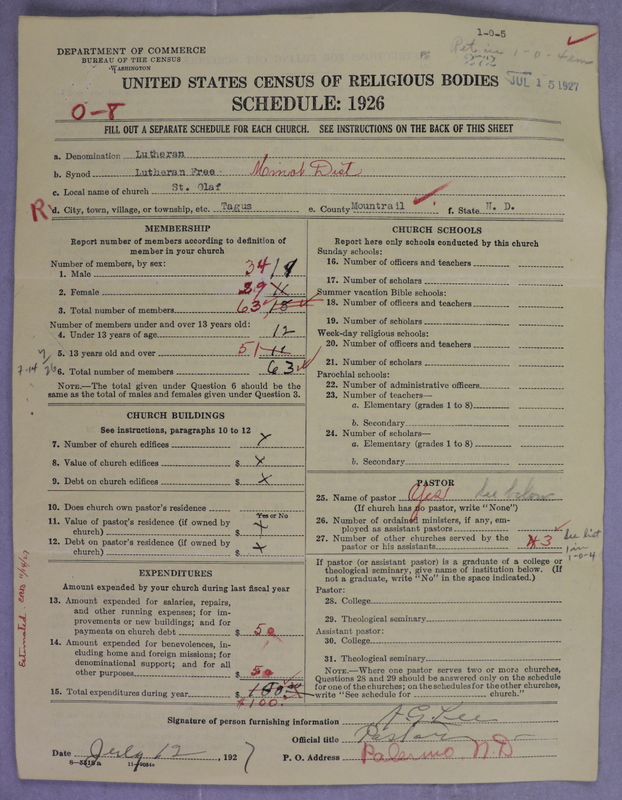 1-0-5
DEPARTMENT OF COMMERCE
BUREAU OF THE CENSUS
WASHINGTON
JUL 15 1927
UNITED STATES CENSUS OF RELIGIOUS BODIES
0-8
SCHEDULE: 1926
FILL OUT A SEPARATE SCHEDULE FOR EACH CHURCH. SEE INSTRUCTIONS ON THE BACK OF THIS SHEET
a. Denomination Lutheran
b. Synod Lutheran Free. Minot Dist
c. Local name of church St. Olaf
R d. City, town, village, or township, etc. Tagus e. County Mountrail f. State N. D.
MEMBERSHIP
Report number of members according to definition of
member in your church
Number of members, by sex:
1. Male 34
2. Female 29
3. Total number of members 63 18
Number of members under and over 13 years old:
4. Under 13 years of age 12
5. 13 years old and over 51 11
6. Total number of members 63
NOTE.—The total given under Question 6 should be the
same as the total of males and females given under Question 3.
CHURCH BUILDINGS
See instructions, paragraphs 10 to 12
7. Number of church edifices x
8. Value of church edifices $ x
9. Debt on church edifices $ x
10. Does church own pastor's residence
Yes or No
11. Value of pastor's residence (if owned by
church) $ x
12. Debt on pastor's residence (if owned by
church) $ x
EXPENDITURES
Amount expended by your church during last fiscal year
13. Amount expended for salaries, repairs,
and other running expenses; for im-
provements or new buildings; and for
payments on church debt $ 50
14. Amount expended for benevolences, in-
cluding home and foreign missions; for
denominational support; and for all
other purposes $ 50
15. Total expenditures during year $ 100
$100.
CHURCH SCHOOLS
Report here only schools conducted by this church
Sunday schools:
16. Number of officers and teachers
17. Number of scholars
Summer vacation Bible schools:
18. Number of officers and teachers
19. Number of scholars
Week-day religious schools:
20. Number of officers and teachers
21. Number of scholars
Parochial schools:
22. Number of administrative officers
23. Number of teachers—
a. Elementary (grades 1 to 8)
b. Secondary
24. Number of scholars—
a. Elementary (grades 1 to 8)
b. Secondary
PASTOR
25. Name of pastor Yes See below
(If church has no pastor, write "None")
26. Number of ordained ministers, if any, em-
ployed as assistant pastors
27. Number of other churches served by the
pastor or his assistants 3
See list
in
1-0-4
If pastor (or assistant pastor) is a graduate of a college or
theological seminary, give name of institution below. (If
not a graduate, write "No" in the space indicated.)
Pastor:
28. College
29. Theological seminary
Assistant pastor:
30. College
31. Theological seminary
NOTE.—Where one pastor serves two or more churches,
Questions 28 and 29 should be answered only on the schedule
for one of the churches; on the schedules for the other churches,
write "See schedule for church."
Signature of person furnishing information A G Lee
Official title Pastor
Date July 12, 1927 P. O. Address Palermo N.D